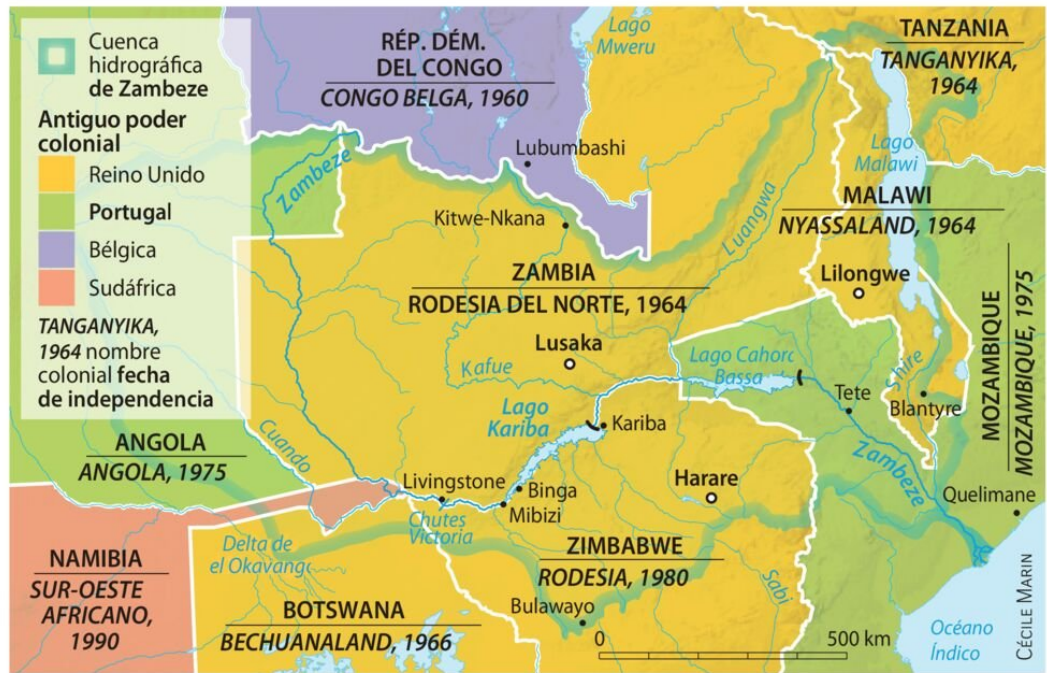 Cuenca
hidrográfica
de Zambeze
Antiguo poder
colonial
Reino Unido
Portugal
Bélgica
Sudáfrica
TANGANYIKA,
1964 nombre
colonial fecha
de independencia
RÉP. DÉM.
DEL CONGO
CONGO BELGA, 1960
Lago
Mweru
TANZANIA
TANGANYIKA,
1964
Lubumbashi
Zambeze
Kitwe-Nkana
Luangwa
Lago
Malawi
MALAWI
NYASSALAND, 1964
Lilongwe
ZAMBIA
RODESIA DEL NORTE, 1964
Lusaka
Kafue
Lago Cahorc
Bassa
Tete
Shire
Blantyre
MOZAMBIQUE
MOZAMBIQUE, 1975
Lago
Kariba
Kariba
Zambeze
Quelimane
ANGOLA
ANGOLA, 1975
Cuando
Livingstone
Binga
Mibizi
Chutes
Victoria
Harare
NAMIBIA
SUR-OESTE
AFRICANO,
1990
Delta de
el Okavango
BOTSWANA
BECHUANALAND, 1966
ZIMBABWE
RODESIA, 1980
Bulawayo
Sabi
0 500 km
Océano
Índico
CÉCILE MARIN